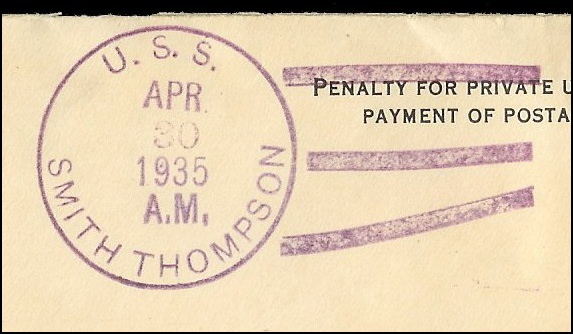 U. S. S.
APR
30
1935
A.M.
SMITH THOMPSON
PENALTY FOR PRIVATE
PAYMENT OF POSTA